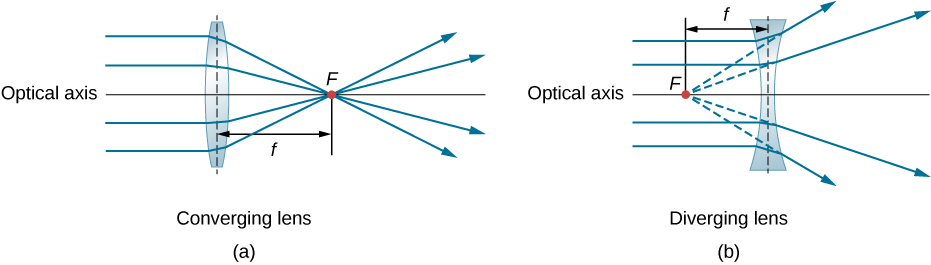 Optical axis
F
f
Converging lens
(a)
f
Optical axis
F
Diverging lens
(b)